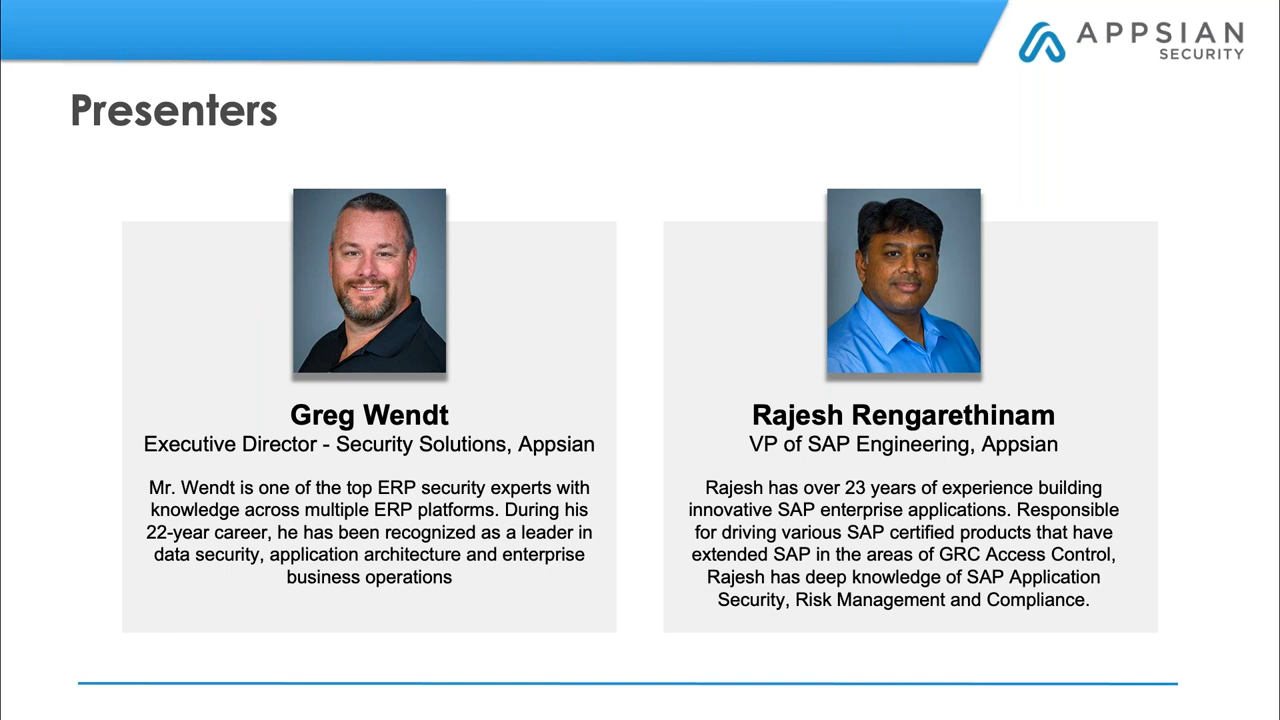 APPSIAN
SECURITY
Presenters
Greg Wendt
Executive Director - Security Solutions, Appsian
Mr. Wendt is one of the top ERP security experts with
knowledge across multiple ERP platforms. During his
22-year career, he has been recognized as a leader in
data security, application architecture and enterprise
business operations
Rajesh Rengarethinam
VP of SAP Engineering, Appsian
Rajesh has over 23 years of experience building
innovative SAP enterprise applications. Responsible
for driving various SAP certified products that have
extended SAP in the areas of GRC Access Control,
Rajesh has deep knowledge of SAP Application
Security, Risk Management and Compliance.